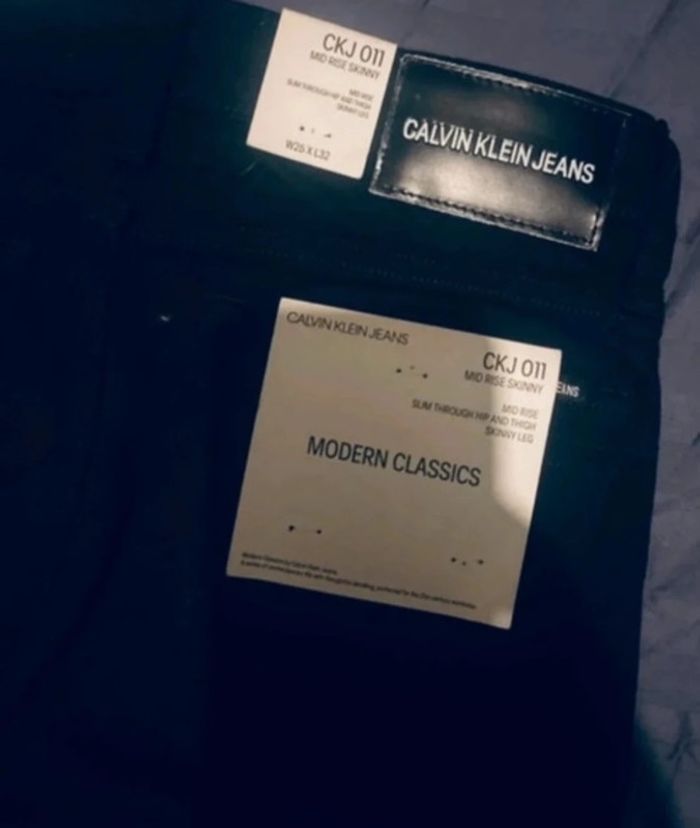 CKJ 011
MID RISE SKINNY
MID RISE
SLIM THROUGH HIP AND THIGH
SKINNY LEG
W26 X L32
CALVIN KLEIN JEANS
CALVIN KLEIN JEANS
CKJ 011
MID RISE SKINNY
MID RISE
SLIM THROUGH HIP AND THIGH
SKINNY LEG
MODERN CLASSICS